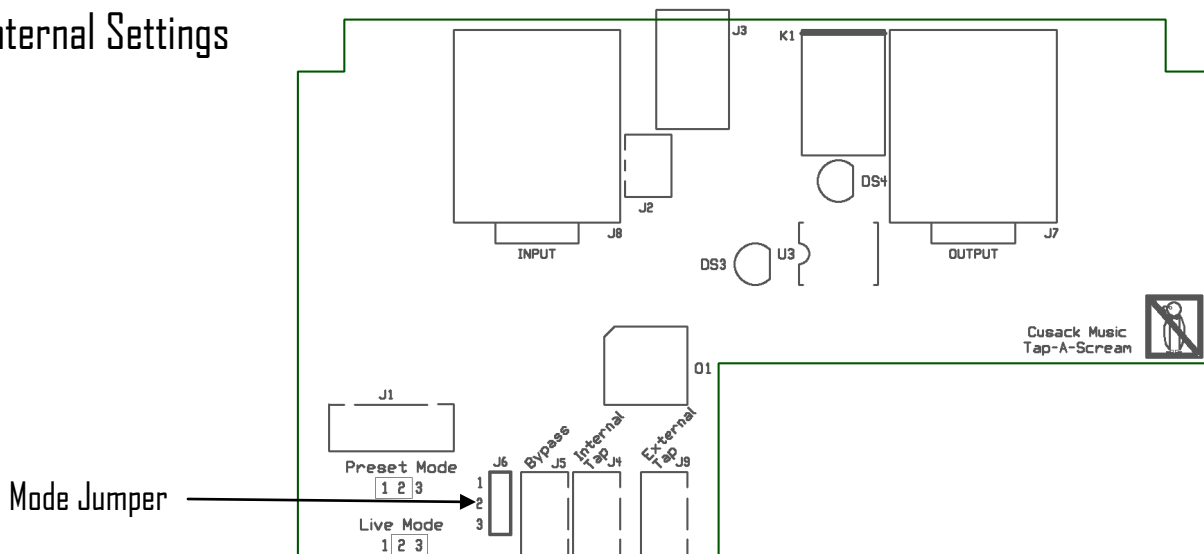 nternal Settings
J3
K1
DS4
J2
J8
J7
INPUT
OUTPUT
DS3
U3
Cusack Music
Tap-A-Scream
O1
J1
Bypass
Internal
Tap
External
Tap
J6
J5
J4
J9
Preset Mode
1 2 3
1
2
3
Mode Jumper
Live Mode
1 2 3